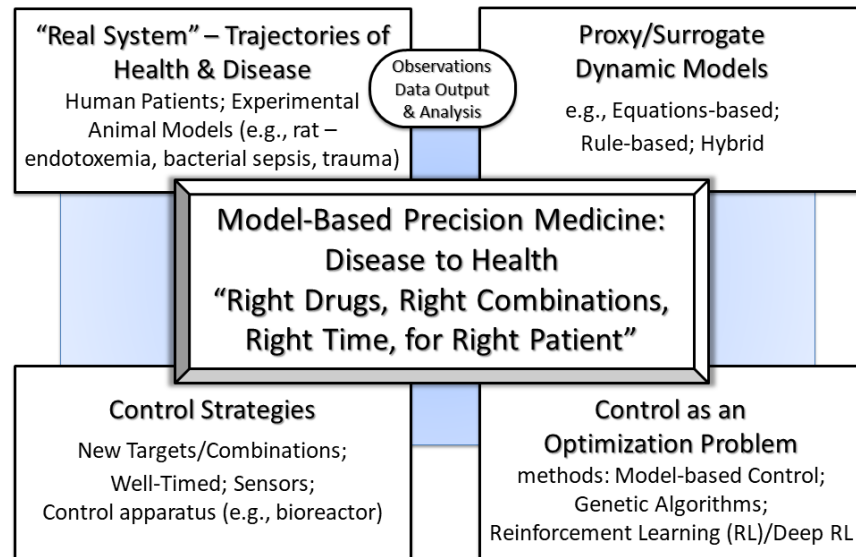 “Real System” – Trajectories of
Health & Disease
Human Patients; Experimental
Animal Models (e.g., rat –
endotoxemia, bacterial sepsis, trauma)
Observations
Data Output
& Analysis
Proxy/Surrogate
Dynamic Models
e.g., Equations-based;
Rule-based; Hybrid
Model-Based Precision Medicine:
Disease to Health
“Right Drugs, Right Combinations,
Right Time, for Right Patient”
Control Strategies
New Targets/Combinations;
Well-Timed; Sensors;
Control apparatus (e.g., bioreactor)
Control as an
Optimization Problem
methods: Model-based Control;
Genetic Algorithms;
Reinforcement Learning (RL)/Deep RL